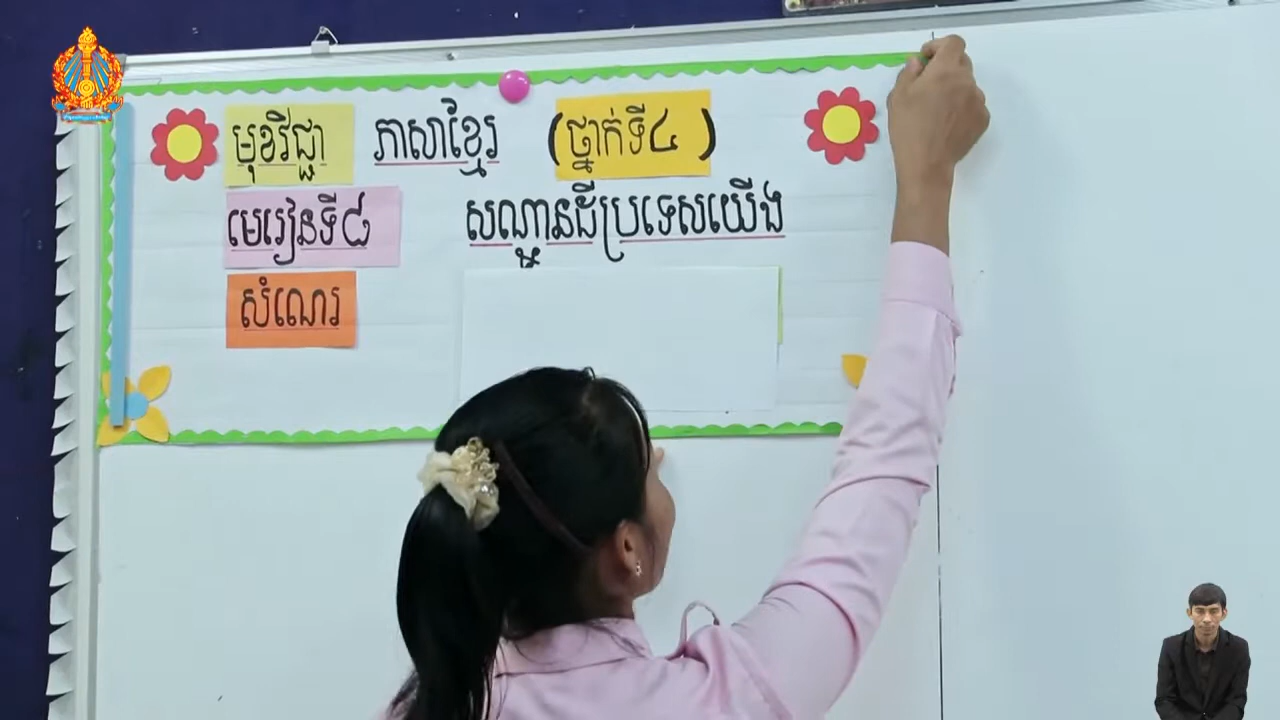 មុខវិជ្ជា ភាសាខ្មែរ (ថ្នាក់ទី៤ )
មេរៀនទី៨ សណ្ឋានដីប្រទេសយើង
សំណេរ